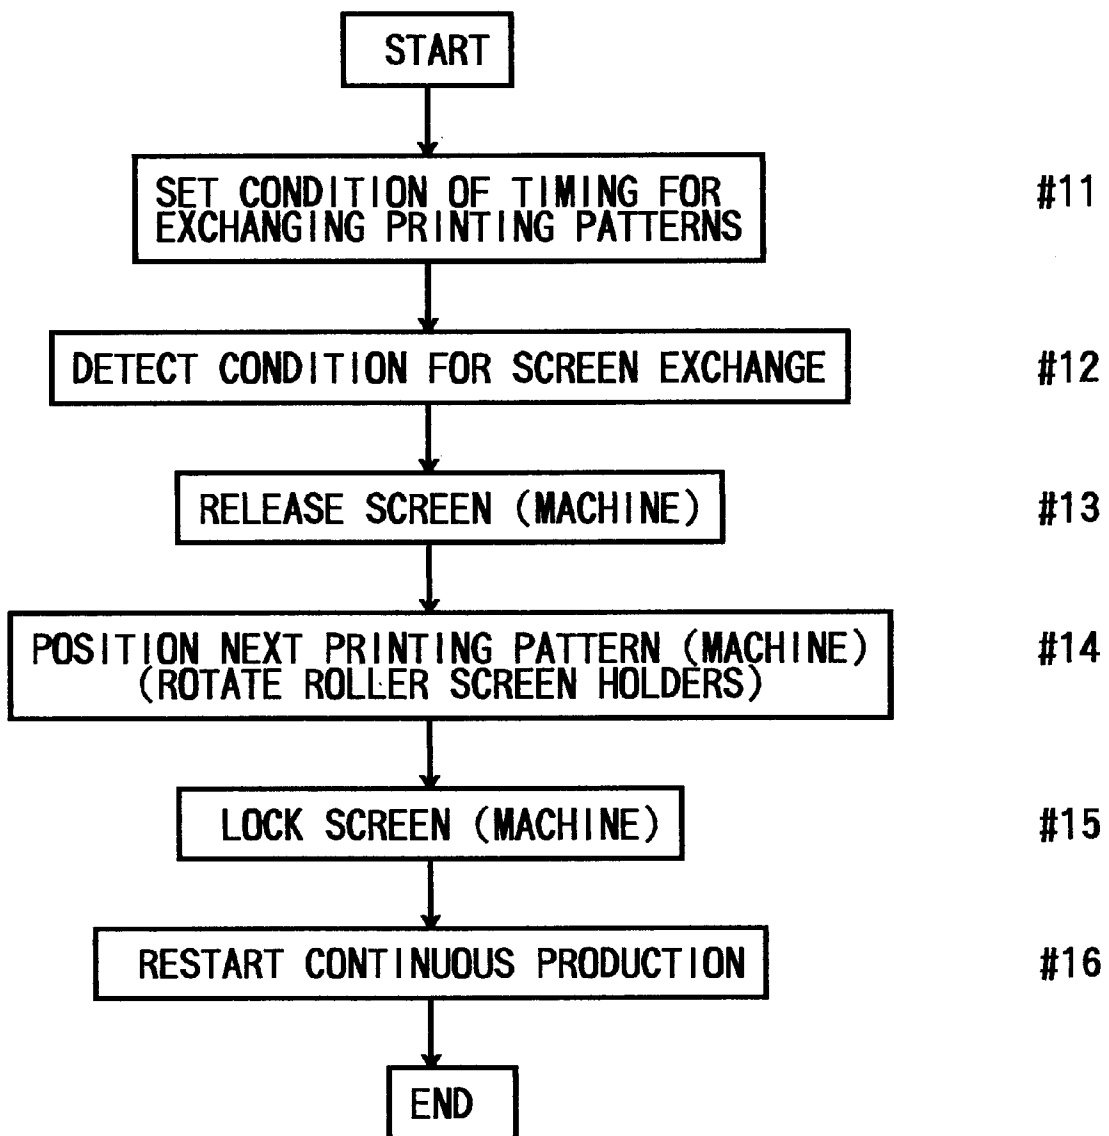 START
SET CONDITION OF TIMING FOR
EXCHANGING PRINTING PATTERNS
#11
DETECT CONDITION FOR SCREEN EXCHANGE
#12
RELEASE SCREEN (MACHINE)
#13
POSITION NEXT PRINTING PATTERN (MACHINE)
(ROTATE ROLLER SCREEN HOLDERS)
#14
LOCK SCREEN (MACHINE)
#15
RESTART CONTINUOUS PRODUCTION
#16
END